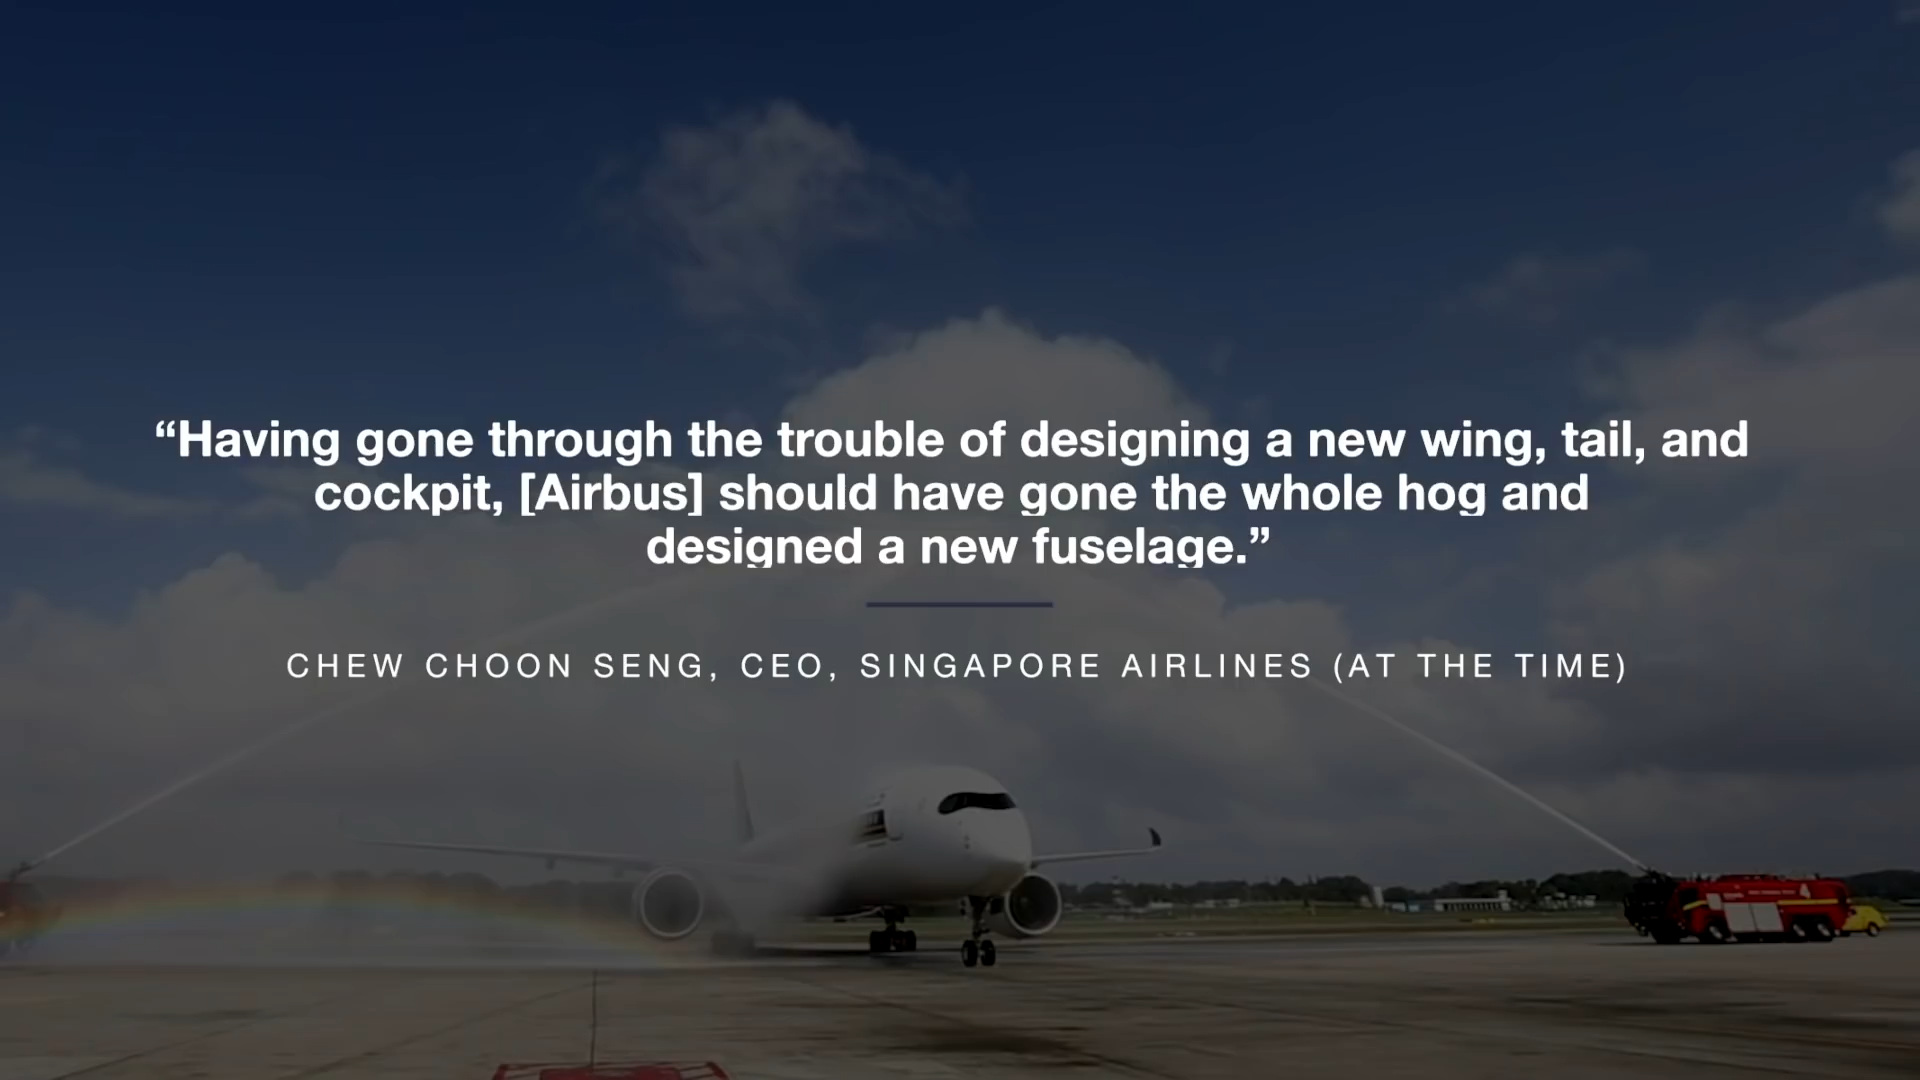 “Having gone through the trouble of designing a new wing, tail, and
cockpit, [Airbus] should have gone the whole hog and
designed a new fuselage.”
CHEW CHOON SENG, CEO, SINGAPORE AIRLINES (AT THE TIME)
4